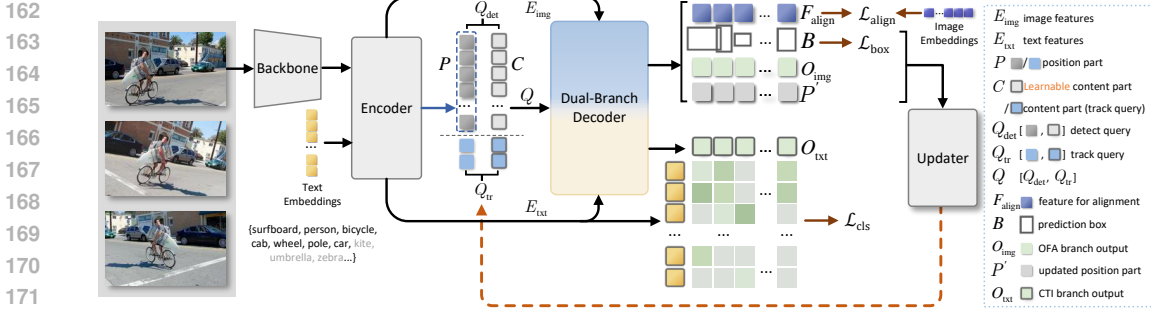 162
163
164
165
166
167
168
169
170
171
Backbone
Text
Embeddings
{surfboard, person, bicycle,
cab, wheel, pole, car, kite,
umbrella, zebra...}
Encoder
Q_det
P
C
...
...
Q_tr
E_img
Q
E_txt
Dual-Branch
Decoder
... F_align
L_align
Image
Embeddings
... B
L_box
... O_img
... P'
... O_txt
...
...
... ...
...
L_cls
Updater
E_img image features
E_txt text features
P / position part
C Learnable content part
/ content part (track query)
Q_det [ , ] detect query
Q_tr [ , ] track query
Q [Q_det, Q_tr]
F_align feature for alignment
B prediction box
O_img OFA branch output
P' updated position part
O_txt CTI branch output